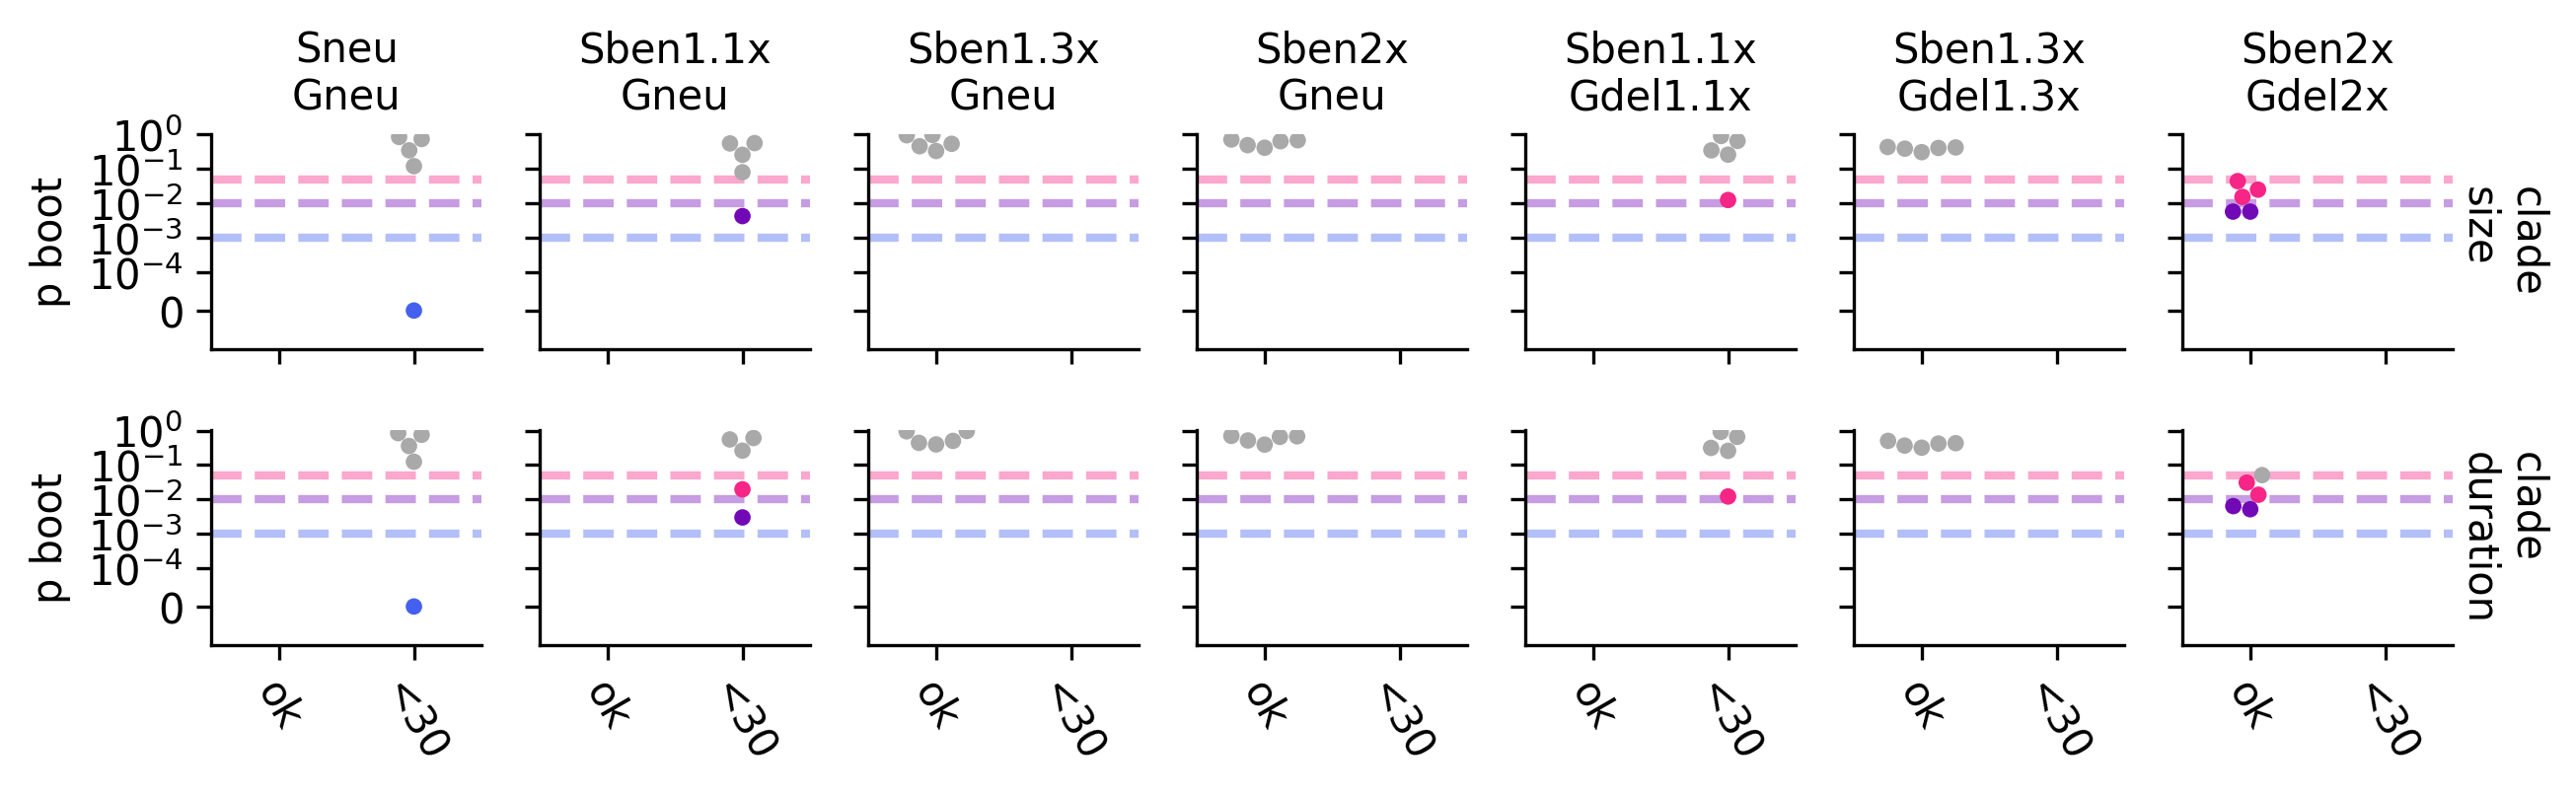 Sneu
Gneu
Sben1.1x
Gneu
Sben1.3x
Gneu
Sben2x
Gneu
Sben1.1x
Gdel1.1x
Sben1.3x
Gdel1.3x
Sben2x
Gdel2x
p boot
10⁰
10⁻¹
10⁻²
10⁻³
10⁻⁴
0
clade
size
p boot
10⁰
10⁻¹
10⁻²
10⁻³
10⁻⁴
0
clade
duration
ok
<30
ok
<30
ok
<30
ok
<30
ok
<30
ok
<30
ok
<30